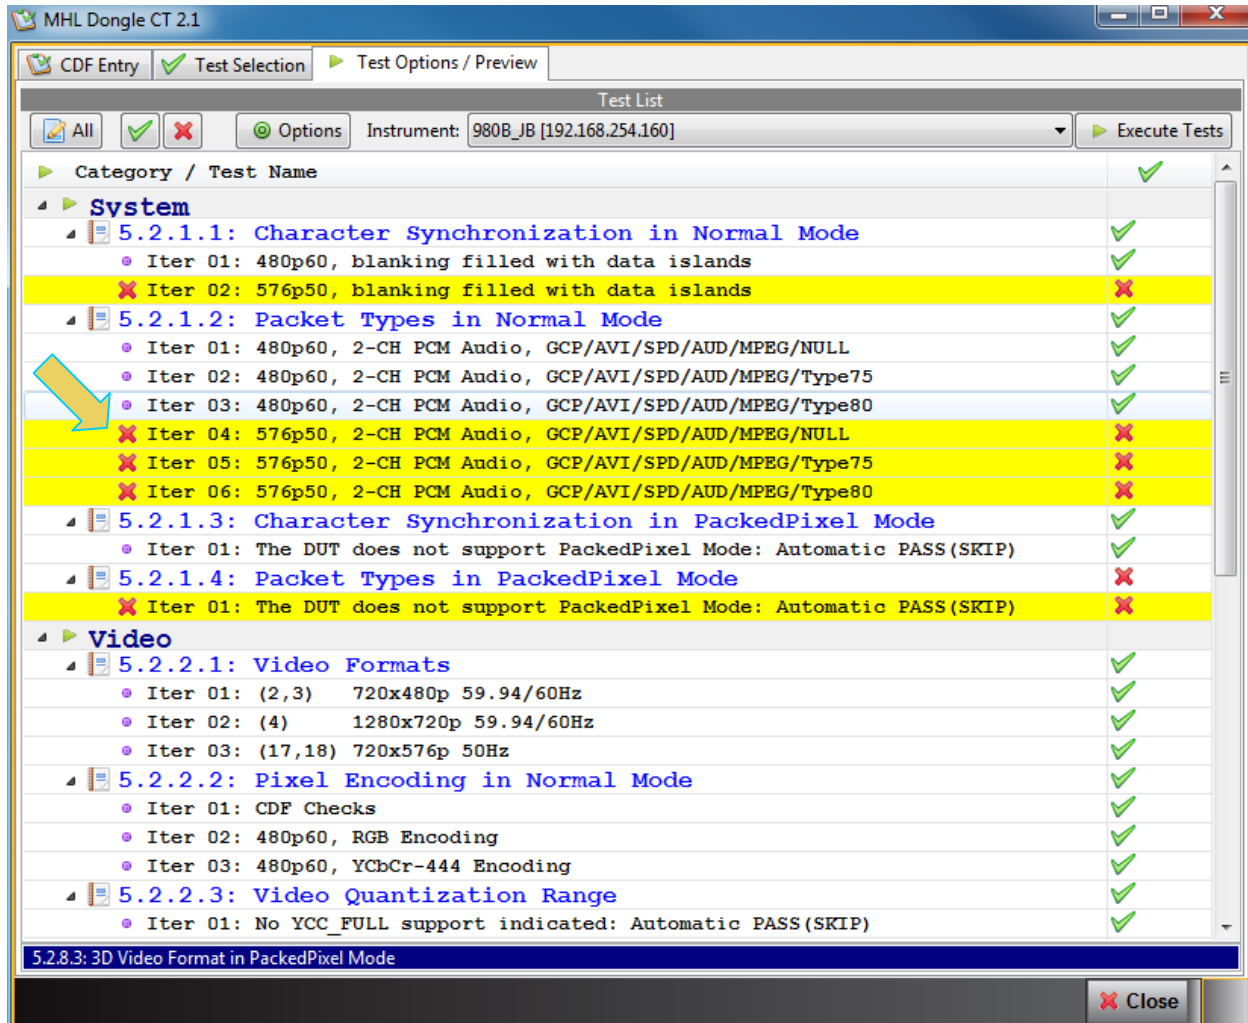 MHL Dongle CT 2.1
CDF Entry Test Selection Test Options / Preview
Test List
All Options Instrument: 980B_JB [192.168.254.160] Execute Tests
Category / Test Name
System
5.2.1.1: Character Synchronization in Normal Mode
Iter 01: 480p60, blanking filled with data islands
Iter 02: 576p50, blanking filled with data islands
5.2.1.2: Packet Types in Normal Mode
Iter 01: 480p60, 2-CH PCM Audio, GCP/AVI/SPD/AUD/MPEG/NULL
Iter 02: 480p60, 2-CH PCM Audio, GCP/AVI/SPD/AUD/MPEG/Type75
Iter 03: 480p60, 2-CH PCM Audio, GCP/AVI/SPD/AUD/MPEG/Type80
Iter 04: 576p50, 2-CH PCM Audio, GCP/AVI/SPD/AUD/MPEG/NULL
Iter 05: 576p50, 2-CH PCM Audio, GCP/AVI/SPD/AUD/MPEG/Type75
Iter 06: 576p50, 2-CH PCM Audio, GCP/AVI/SPD/AUD/MPEG/Type80
5.2.1.3: Character Synchronization in PackedPixel Mode
Iter 01: The DUT does not support PackedPixel Mode: Automatic PASS(SKIP)
5.2.1.4: Packet Types in PackedPixel Mode
Iter 01: The DUT does not support PackedPixel Mode: Automatic PASS(SKIP)
Video
5.2.2.1: Video Formats
Iter 01: (2,3) 720x480p 59.94/60Hz
Iter 02: (4) 1280x720p 59.94/60Hz
Iter 03: (17,18) 720x576p 50Hz
5.2.2.2: Pixel Encoding in Normal Mode
Iter 01: CDF Checks
Iter 02: 480p60, RGB Encoding
Iter 03: 480p60, YCbCr-444 Encoding
5.2.2.3: Video Quantization Range
Iter 01: No YCC_FULL support indicated: Automatic PASS(SKIP)
5.2.8.3: 3D Video Format in PackedPixel Mode
Close